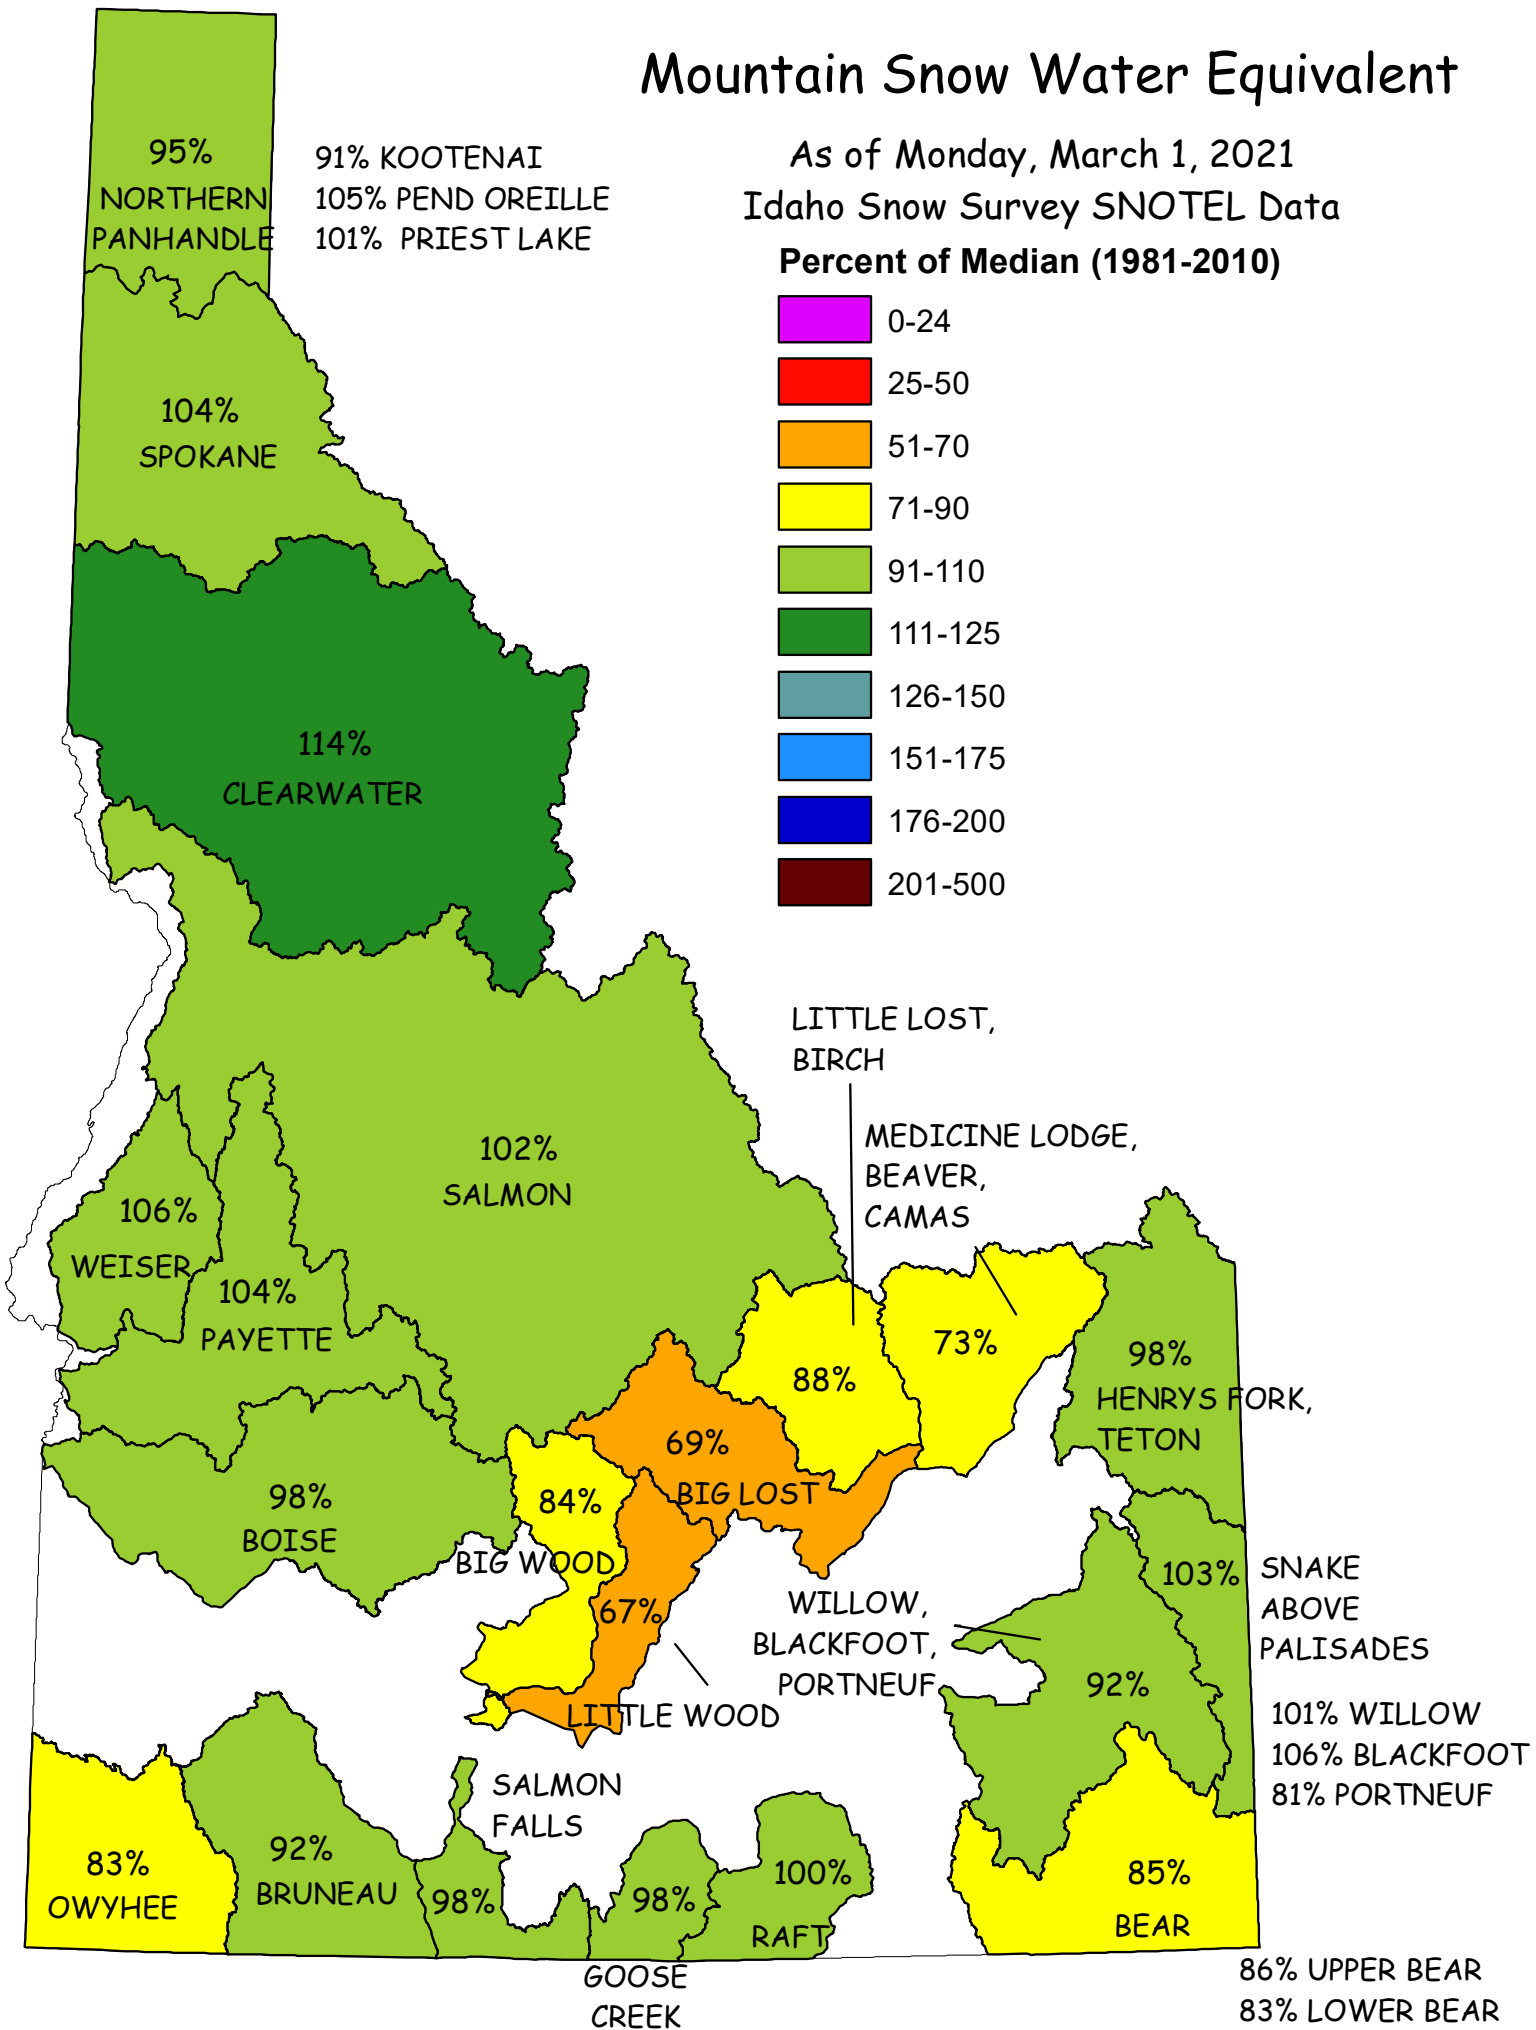 Mountain Snow Water Equivalent
As of Monday, March 1, 2021
Idaho Snow Survey SNOTEL Data
Percent of Median (1981-2010)
0-24
25-50
51-70
71-90
91-110
111-125
126-150
151-175
176-200
201-500
95%
NORTHERN
PANHANDLE
91% KOOTENAI
105% PEND OREILLE
101% PRIEST LAKE
104%
SPOKANE
114%
CLEARWATER
LITTLE LOST,
BIRCH
MEDICINE LODGE,
BEAVER,
CAMAS
102%
SALMON
106%
WEISER
104%
PAYETTE
88%
73%
98%
HENRYS FORK,
TETON
69%
BIG LOST
98%
BOISE
84%
BIG WOOD
67%
LITTLE WOOD
WILLOW,
BLACKFOOT,
PORTNEUF
92%
103%
SNAKE
ABOVE
PALISADES
101% WILLOW
106% BLACKFOOT
81% PORTNEUF
83%
OWYHEE
92%
BRUNEAU
SALMON
FALLS
98%
98%
GOOSE
CREEK
100%
RAFT
85%
BEAR
86% UPPER BEAR
83% LOWER BEAR